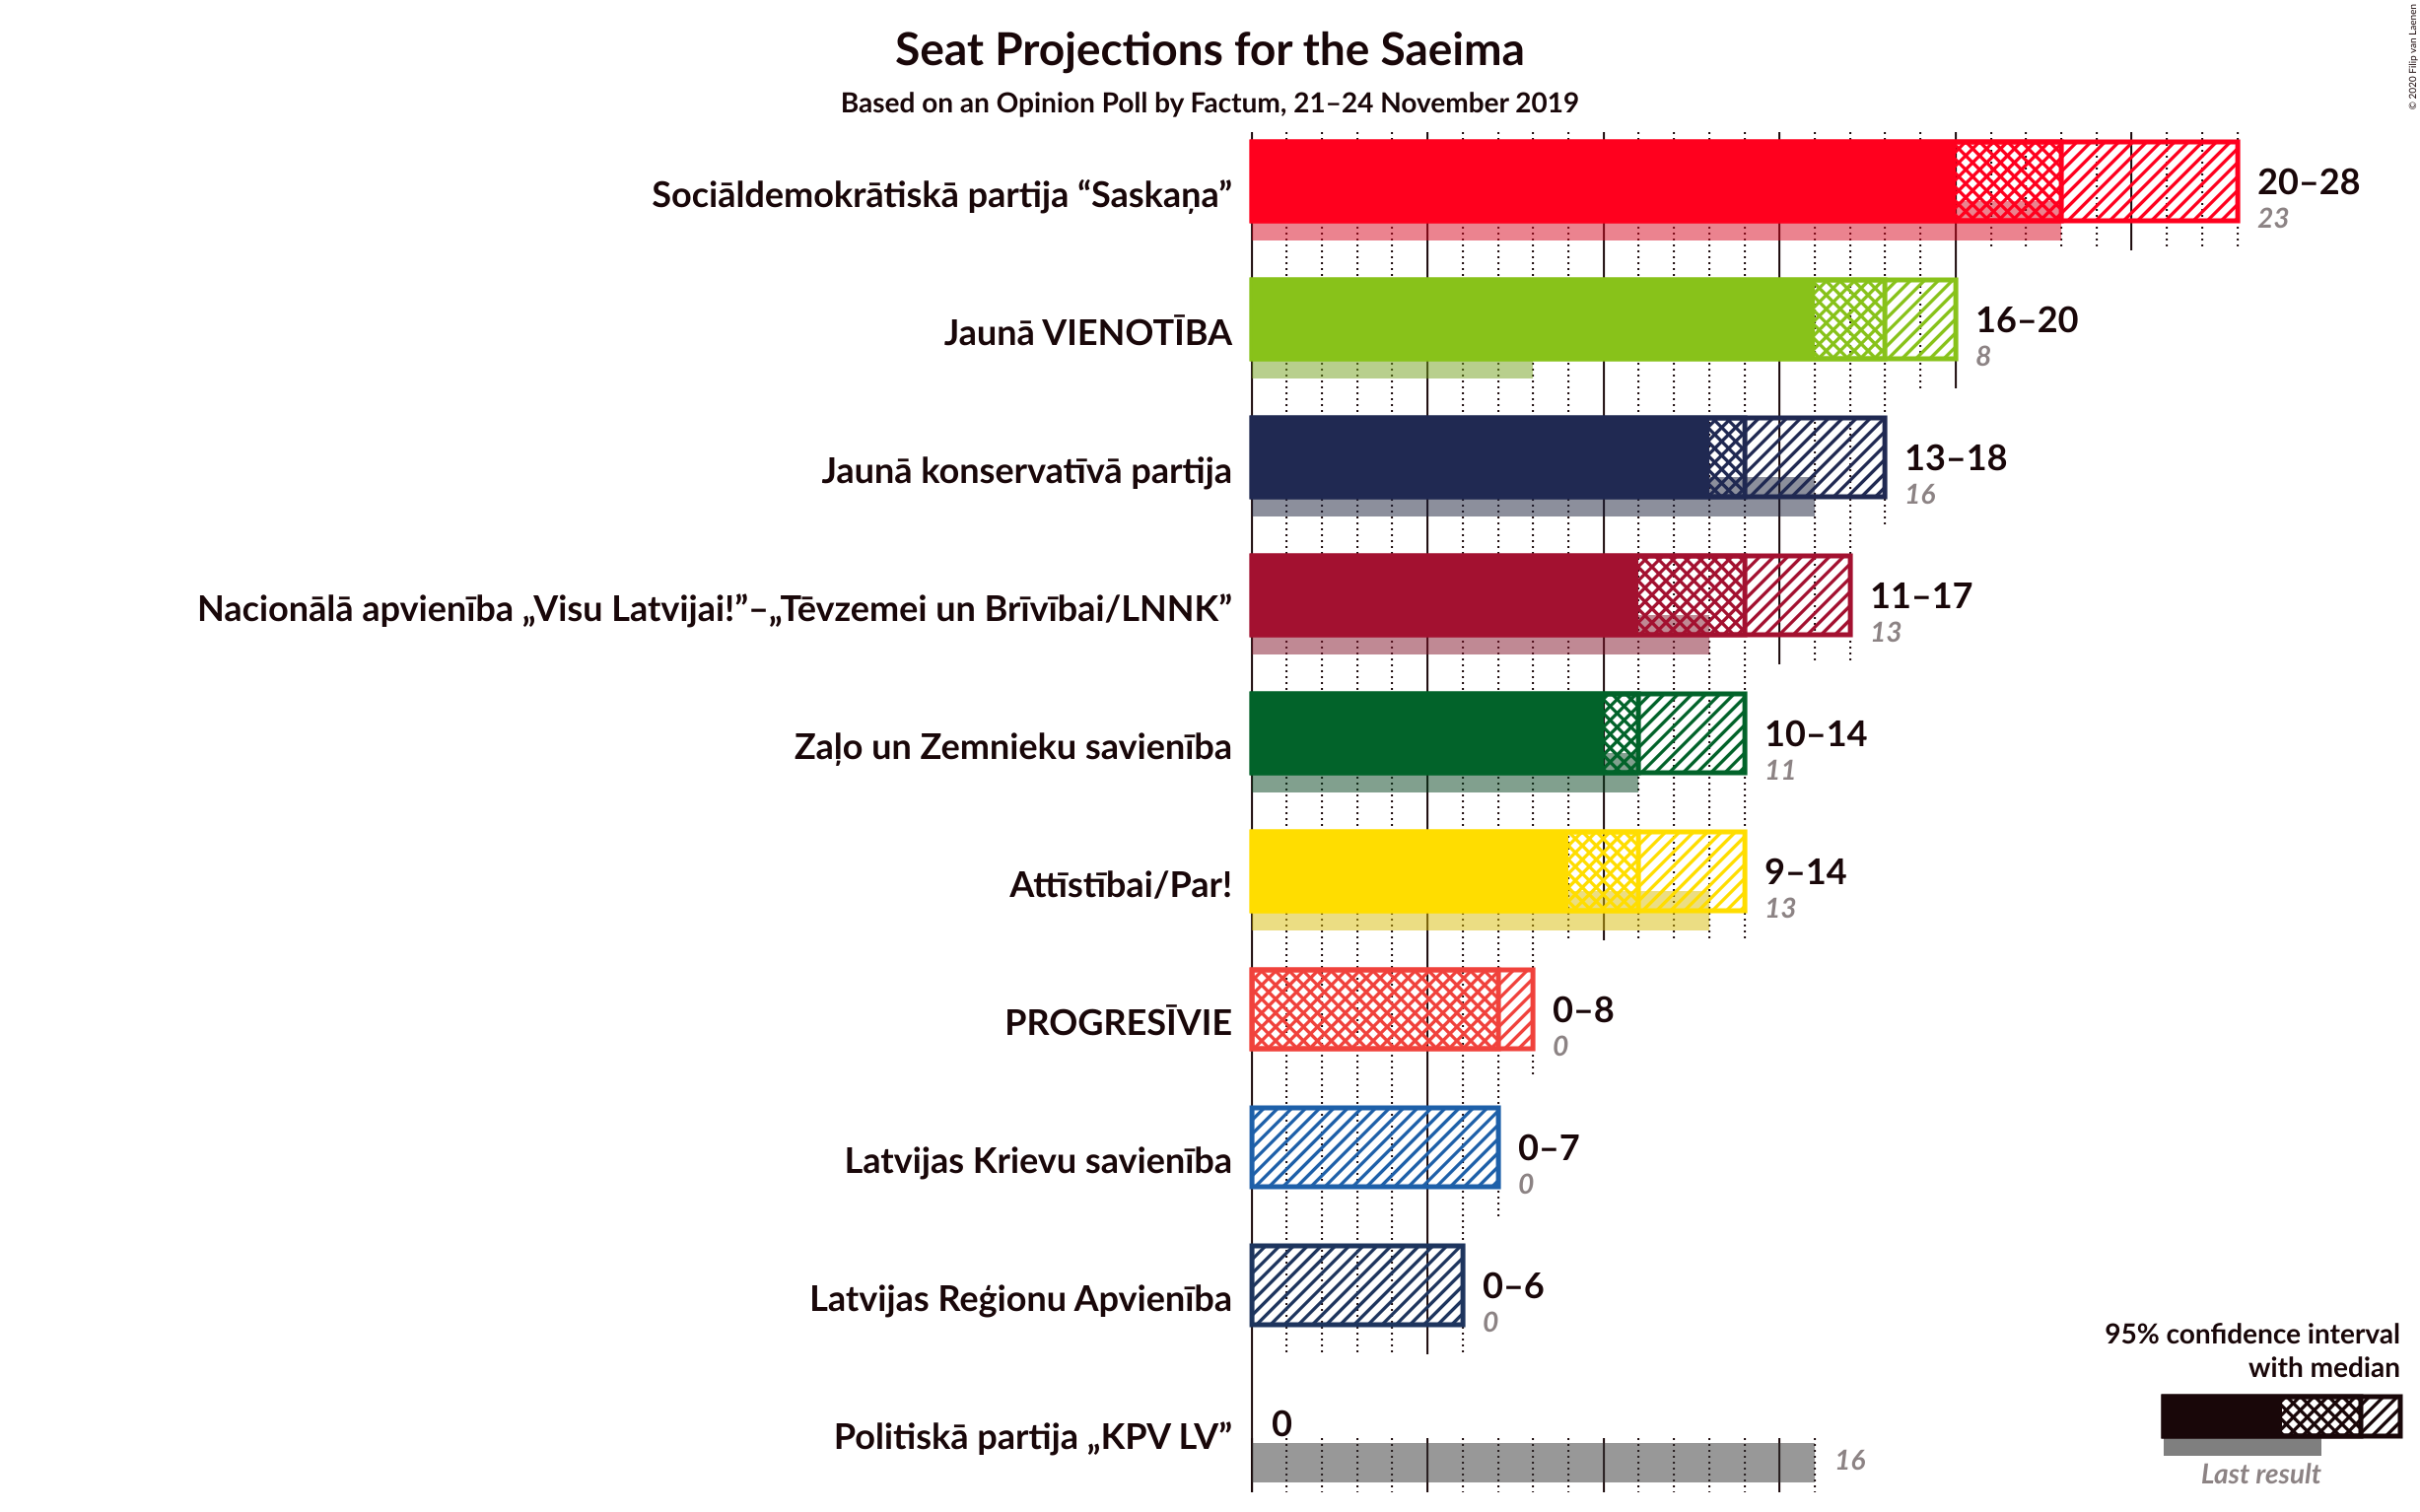 Seat Projections for the Saeima
Based on an Opinion Poll by Factum, 21–24 November 2019
© 2020 Filip van Laenen
Sociāldemokrātiskā partija “Saskaņa”
20–28
23
Jaunā VIENOTĪBA
16–20
8
Jaunā konservatīvā partija
13–18
16
Nacionālā apvienība „Visu Latvijai!”–„Tēvzemei un Brīvībai/LNNK”
11–17
13
Zaļo un Zemnieku savienība
10–14
11
Attīstībai/Par!
9–14
13
PROGRESĪVIE
0–8
0
Latvijas Krievu savienība
0–7
0
Latvijas Reģionu Apvienība
0–6
0
Politiskā partija „KPV LV”
0
16
95% confidence interval
with median
Last result